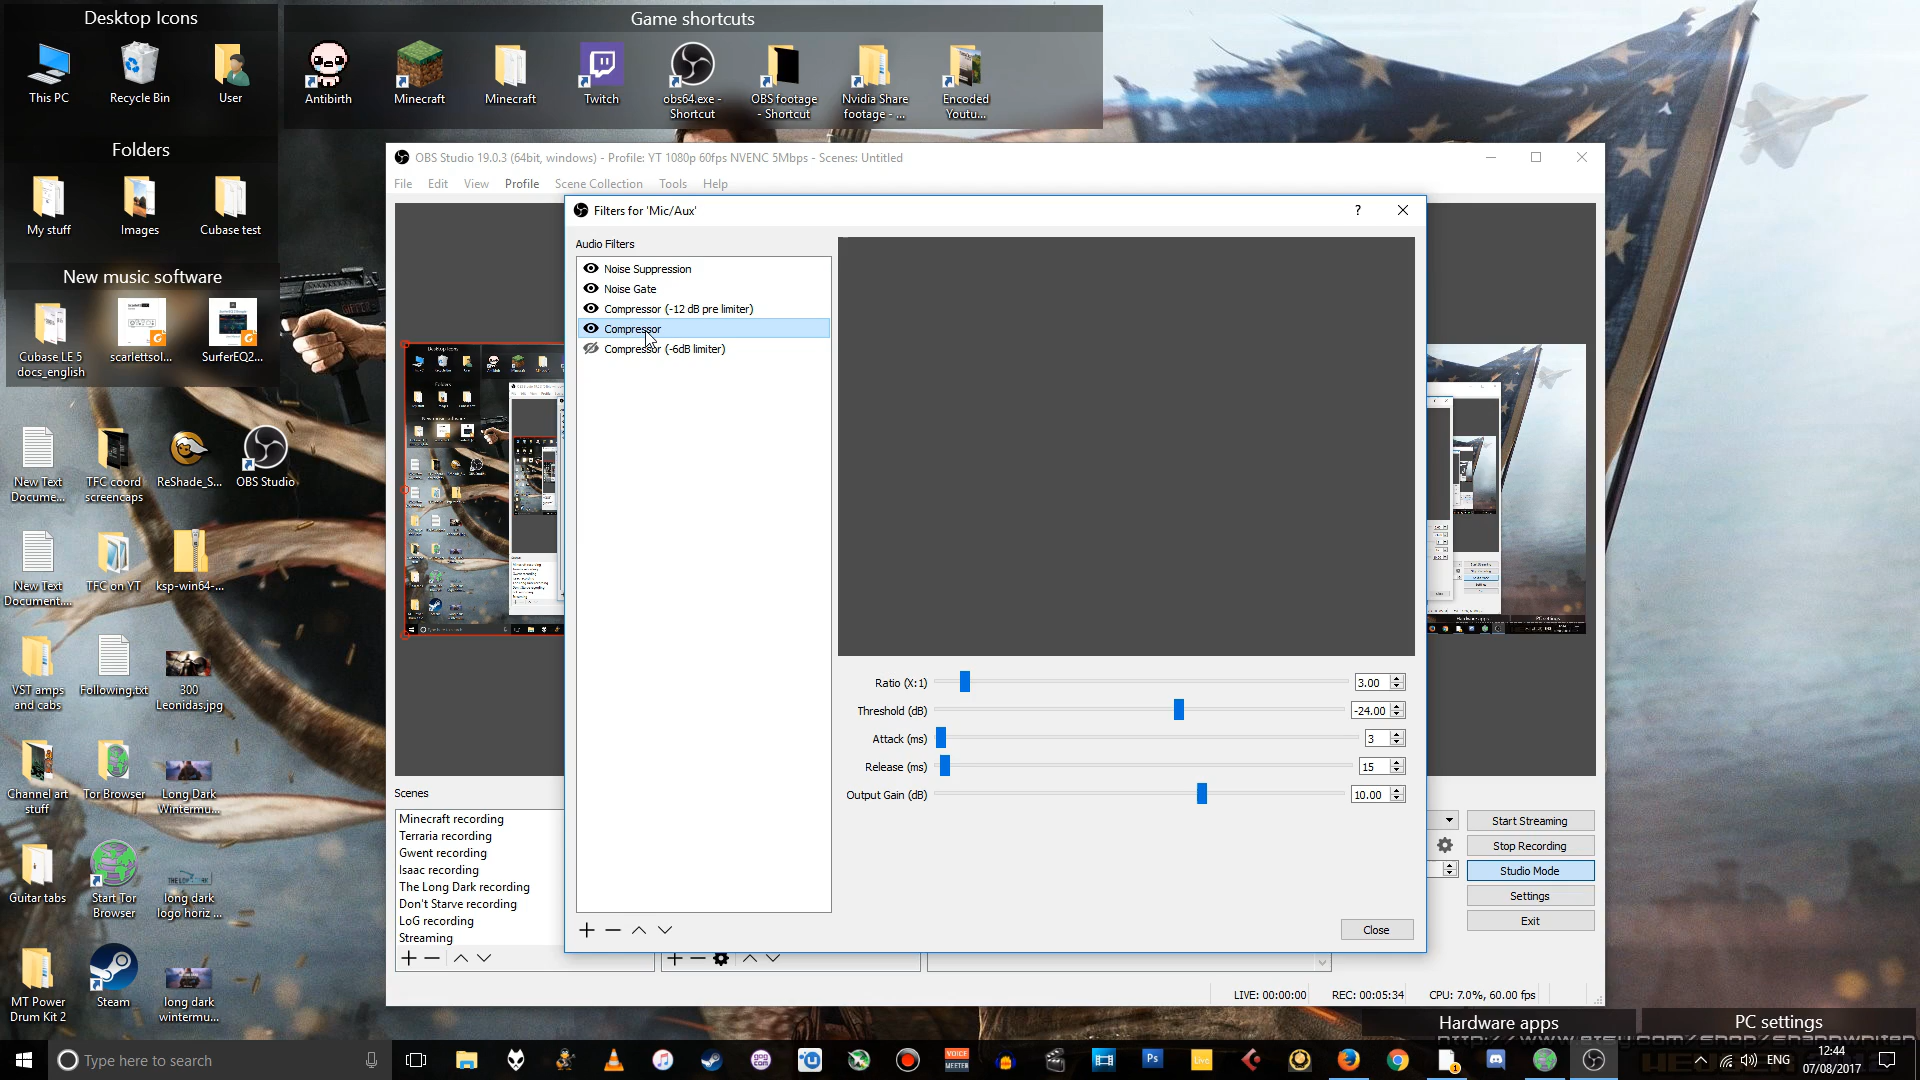 Desktop Icons
Game shortcuts
This PC
Recycle Bin
User
Antibirth
Minecraft
Minecraft
Twitch
obs64.exe -
Shortcut
OBS footage
- Shortcut
Nvidia Share
footage - ...
Encoded
Youtu...
Folders
My stuff
Images
Cubase test
New music software
Cubase LE 5
docs_english
scarlettsol...
SurferEQ2...
New Text
Docume...
TFC coord
screencaps
ReShade_S...
OBS Studio
New Text
Document....
TFC on YT
ksp-win64-...
VST amps
and cabs
Following.txt
300
Leonidas.jpg
Channel art
stuff
Tor Browser
Long Dark
Wintermu...
Guitar tabs
Start Tor
Browser
long dark
logo horiz ...
MT Power
Drum Kit 2
Steam
long dark
wintermu...
OBS Studio 19.0.3 (64bit, windows) - Profile: YT 1080p 60fps NVENC 5Mbps - Scenes: Untitled
File Edit View Profile Scene Collection Tools Help
Filters for 'Mic/Aux'
?
Audio Filters
Noise Suppression
Noise Gate
Compressor (-12 dB pre limiter)
Compressor
Compressor (-6dB limiter)
Ratio (X:1) 3.00
Threshold (dB) -24.00
Attack (ms) 3
Release (ms) 15
Output Gain (dB) 10.00
Close
Scenes
Minecraft recording
Terraria recording
Gwent recording
Isaac recording
The Long Dark recording
Don't Starve recording
LoG recording
Streaming
Start Streaming
Stop Recording
Studio Mode
Settings
Exit
LIVE: 00:00:00 REC: 00:05:34 CPU: 7.0%, 60.00 fps
Hardware apps
PC settings
Type here to search
VOICE
MEETER
Ps
Live
ENG
12:44
07/08/2017